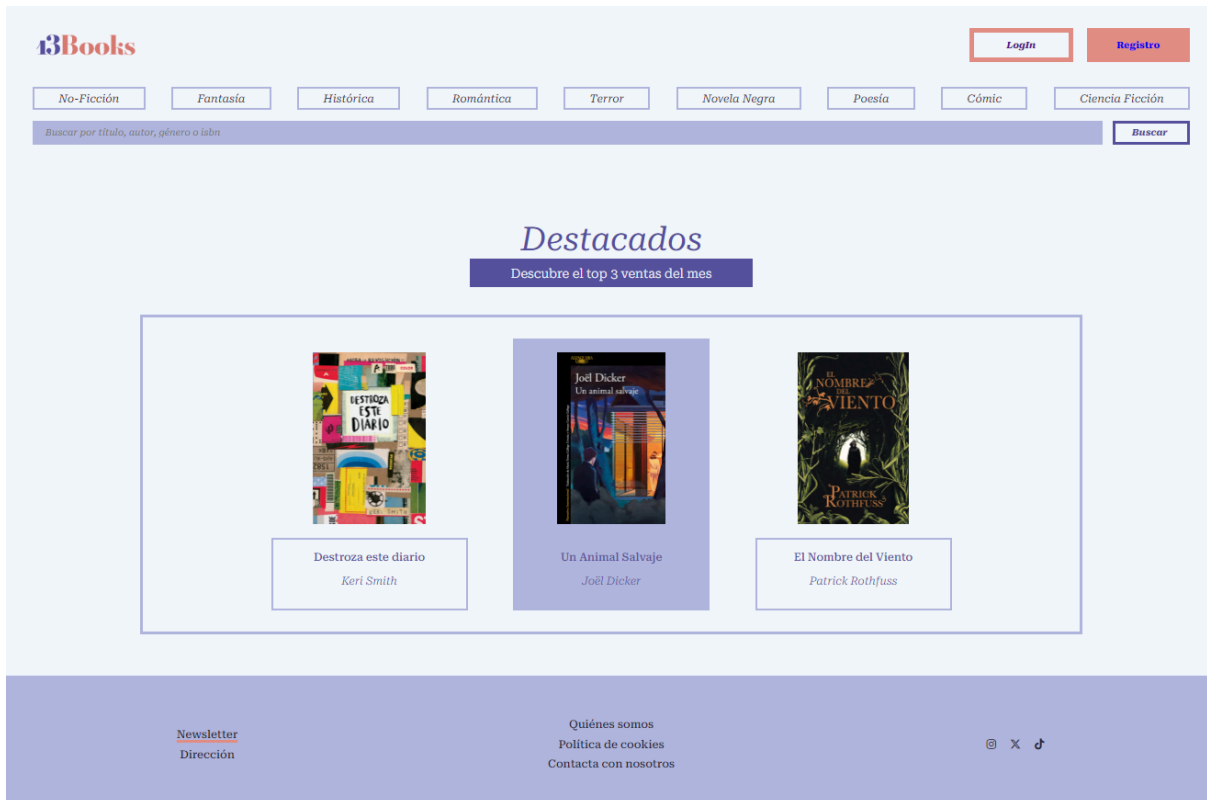 13Books
LogIn
Registro
No-Ficción
Fantasía
Histórica
Romántica
Terror
Novela Negra
Poesía
Cómic
Ciencia Ficción
Buscar por título, autor, género o isbn
Buscar
Destacados
Descubre el top 3 ventas del mes
DESTROZA
ESTE
DIARIO
Joël Dicker
Un animal salvaje
EL
NOMBRE
DEL
VIENTO
PATRICK
ROTHFUSS
Destroza este diario
Keri Smith
Un Animal Salvaje
Joël Dicker
El Nombre del Viento
Patrick Rothfuss
Newsletter
Dirección
Quiénes somos
Política de cookies
Contacta con nosotros